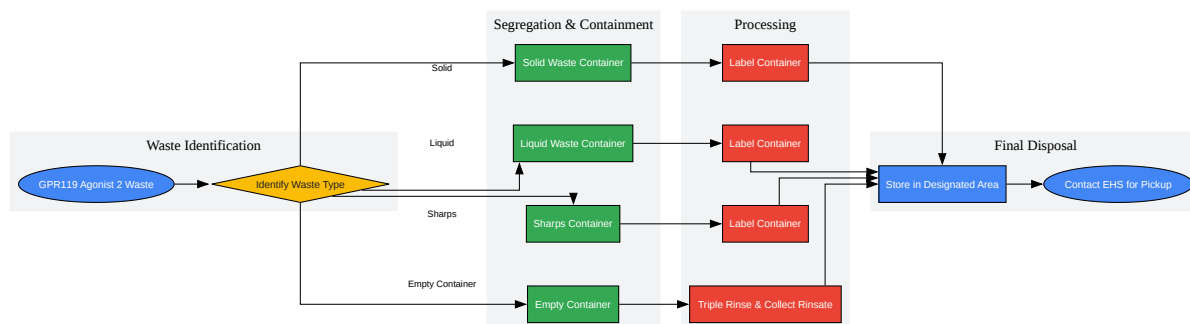 Segregation & Containment
Processing
Solid Waste Container
Label Container
Solid
Waste Identification
Liquid
Liquid Waste Container
Label Container
Final Disposal
GPR119 Agonist 2 Waste
Identify Waste Type
Store in Designated Area
Contact EHS for Pickup
Sharps
Sharps Container
Label Container
Empty Container
Empty Container
Triple Rinse & Collect Rinsate